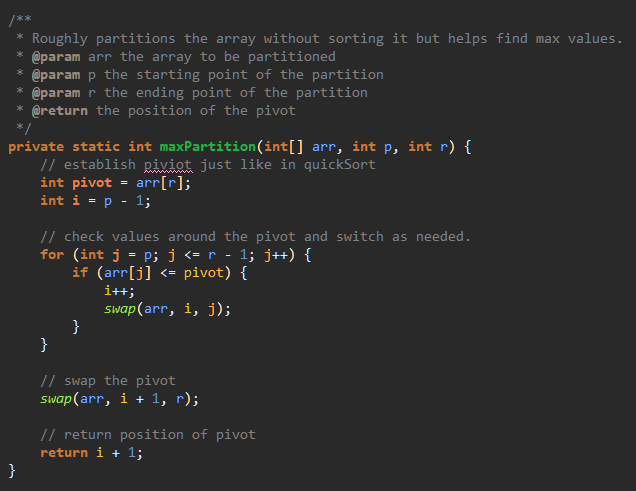 /**
 * Roughly partitions the array without sorting it but helps find max values.
 * @param arr the array to be partitioned
 * @param p the starting point of the partition
 * @param r the ending point of the partition
 * @return the position of the pivot
 */
private static int maxPartition(int[] arr, int p, int r) {
    // establish piviot just like in quickSort
    int pivot = arr[r];
    int i = p - 1;

    // check values around the pivot and switch as needed.
    for (int j = p; j <= r - 1; j++) {
        if (arr[j] <= pivot) {
            i++;
            swap(arr, i, j);
        }
    }

    // swap the pivot
    swap(arr, i + 1, r);

    // return position of pivot
    return i + 1;
}